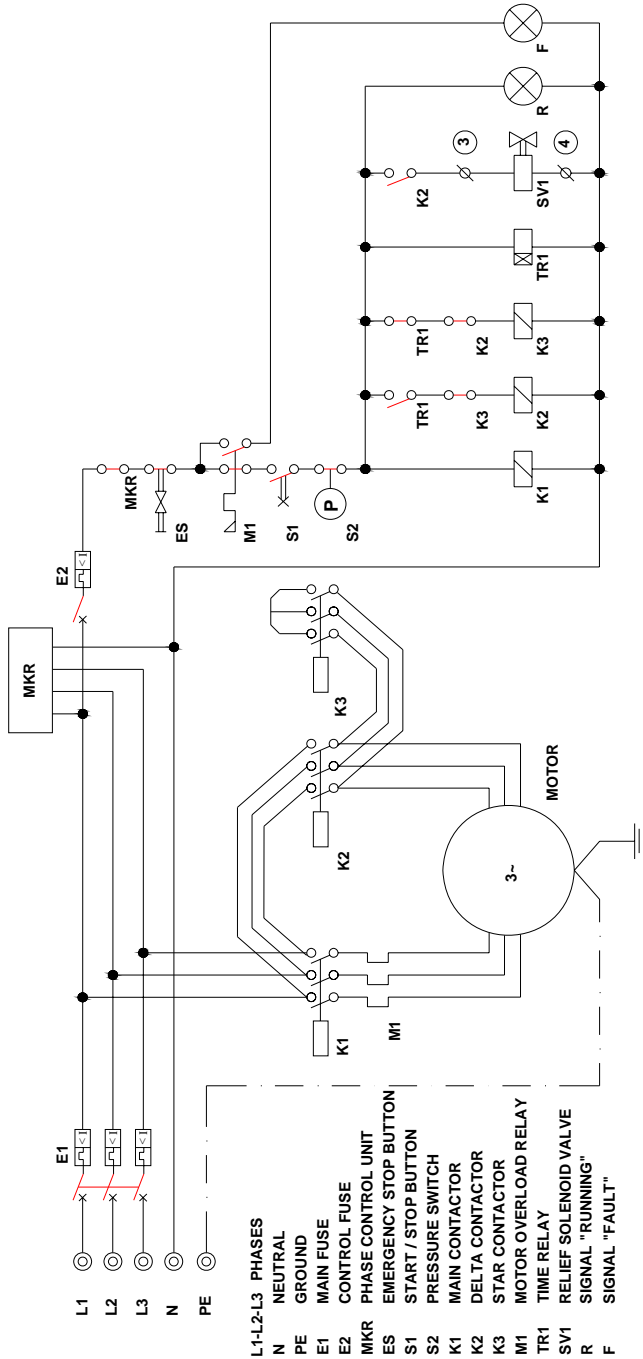 L1
L2
L3
N
PE
E1
< I
< I
< I
MKR
E2
< I
MKR
ES
M1
S1
P
S2
K1
M1
K2
K3
3~
MOTOR
K1
TR1
K3
K2
TR1
K2
K3
TR1
K2
3
SV1
4
R
F
L1-L2-L3 PHASES
N NEUTRAL
PE GROUND
E1 MAIN FUSE
E2 CONTROL FUSE
MKR PHASE CONTROL UNIT
ES EMERGENCY STOP BUTTON
S1 START / STOP BUTTON
S2 PRESSURE SWITCH
K1 MAIN CONTACTOR
K2 DELTA CONTACTOR
K3 STAR CONTACTOR
M1 MOTOR OVERLOAD RELAY
TR1 TIME RELAY
SV1 RELIEF SOLENOID VALVE
R SIGNAL "RUNNING"
F SIGNAL "FAULT"